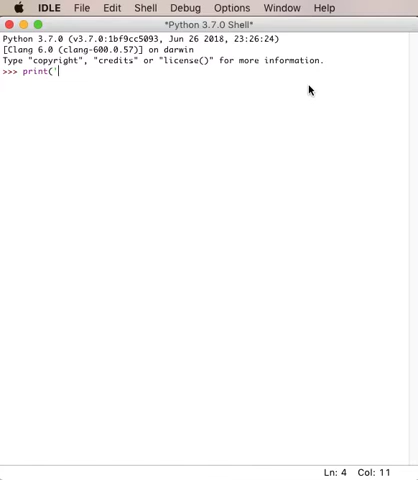 IDLE File Edit Shell Debug Options Window Help
*Python 3.7.0 Shell*
Python 3.7.0 (v3.7.0:1bf9cc5093, Jun 26 2018, 23:26:24)
[Clang 6.0 (clang-600.0.57)] on darwin
Type "copyright", "credits" or "license()" for more information.
>>> print('
Ln: 4 Col: 11